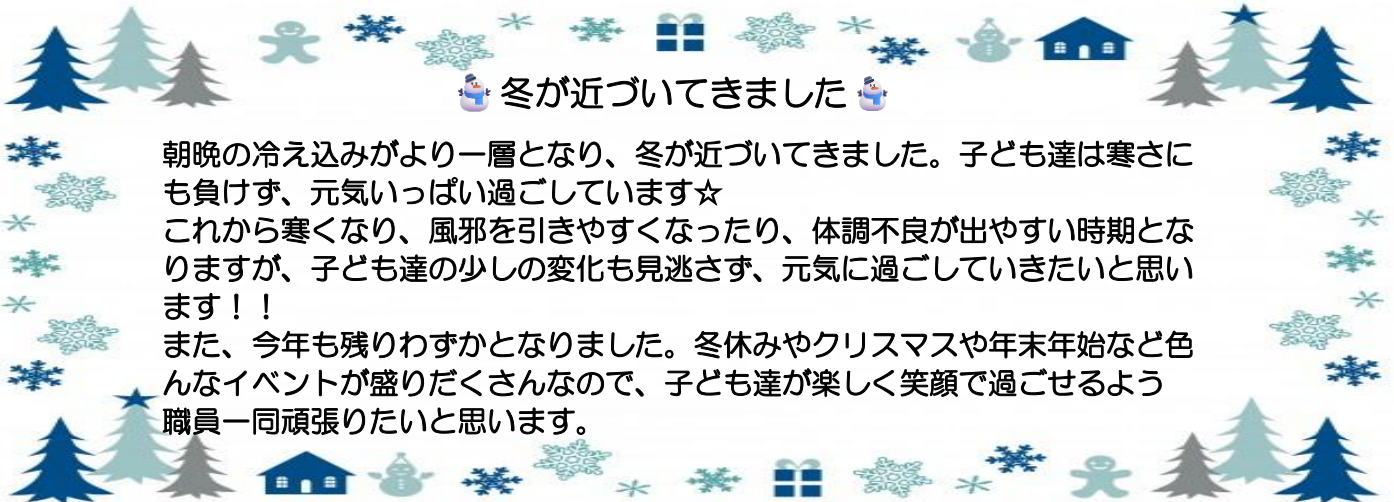 ⛄冬が近づいてきました⛄
朝晩の冷え込みがより一層となり、冬が近づいてきました。子ども達は寒さに
も負けず、元気いっぱい過ごしています☆
これから寒くなり、風邪を引きやすくなったり、体調不良が出やすい時期とな
りますが、子ども達の少しの変化も見逃さず、元気に過ごしていきたいと思い
ます！！
また、今年も残りわずかとなりました。冬休みやクリスマスや年末年始など色
んなイベントが盛りだくさんなので、子ども達が楽しく笑顔で過ごせるよう
職員一同頑張りたいと思います。